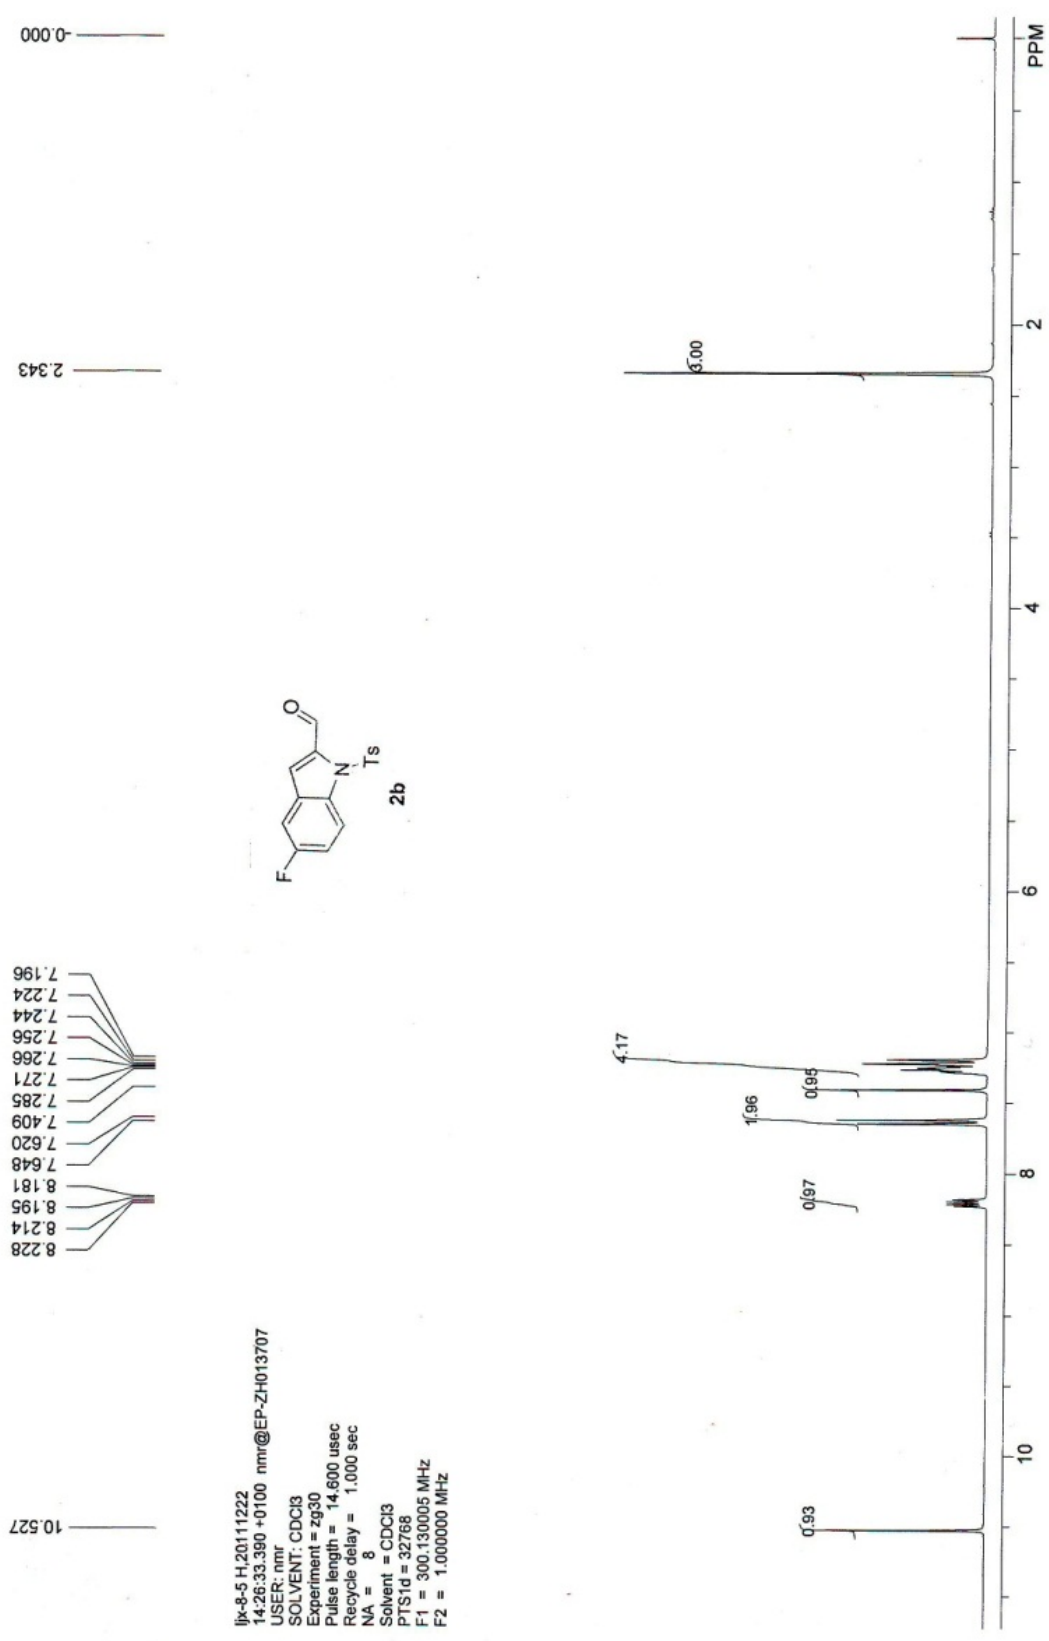 10.527
8.228
8.214
8.195
8.181
7.648
7.620
7.409
7.285
7.271
7.266
7.256
7.244
7.224
7.196
2.343
-0.000
ljx-8-5 H,20111222
14:26:33.390 +0100 nmr@EP-ZH013707
USER: nmr
SOLVENT: CDCl3
Experiment = zg30
Pulse length = 14.600 usec
Recycle delay = 1.000 sec
NA = 8
Solvent = CDCl3
PTS1d = 32768
F1 = 300.130005 MHz
F2 = 1.000000 MHz
F
O
N
Ts
2b
0.93
0.97
1.96
0.95
4.17
3.00
10
8
6
4
2
PPM